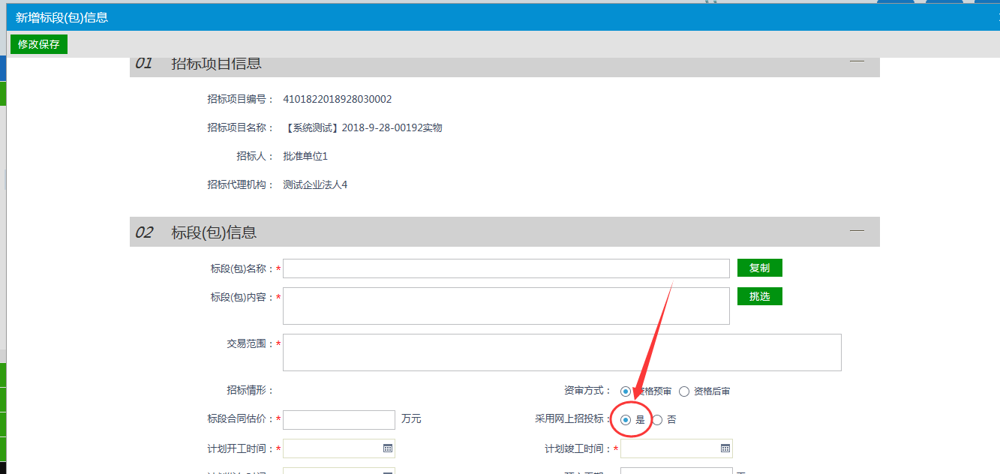 新增标段(包)信息
修改保存
01 招标项目信息
招标项目编号： 4101822018928030002
招标项目名称： 【系统测试】2018-9-28-00192实物
招标人： 批准单位1
招标代理机构： 测试企业法人4
02 标段(包)信息
标段(包)名称：* 复制
标段(包)内容：* 挑选
交易范围：*
招标情形： 资审方式： 资格预审 资格后审
标段合同估价：* 万元 采用网上招投标： 是 否
计划开工时间：* 计划竣工时间：*